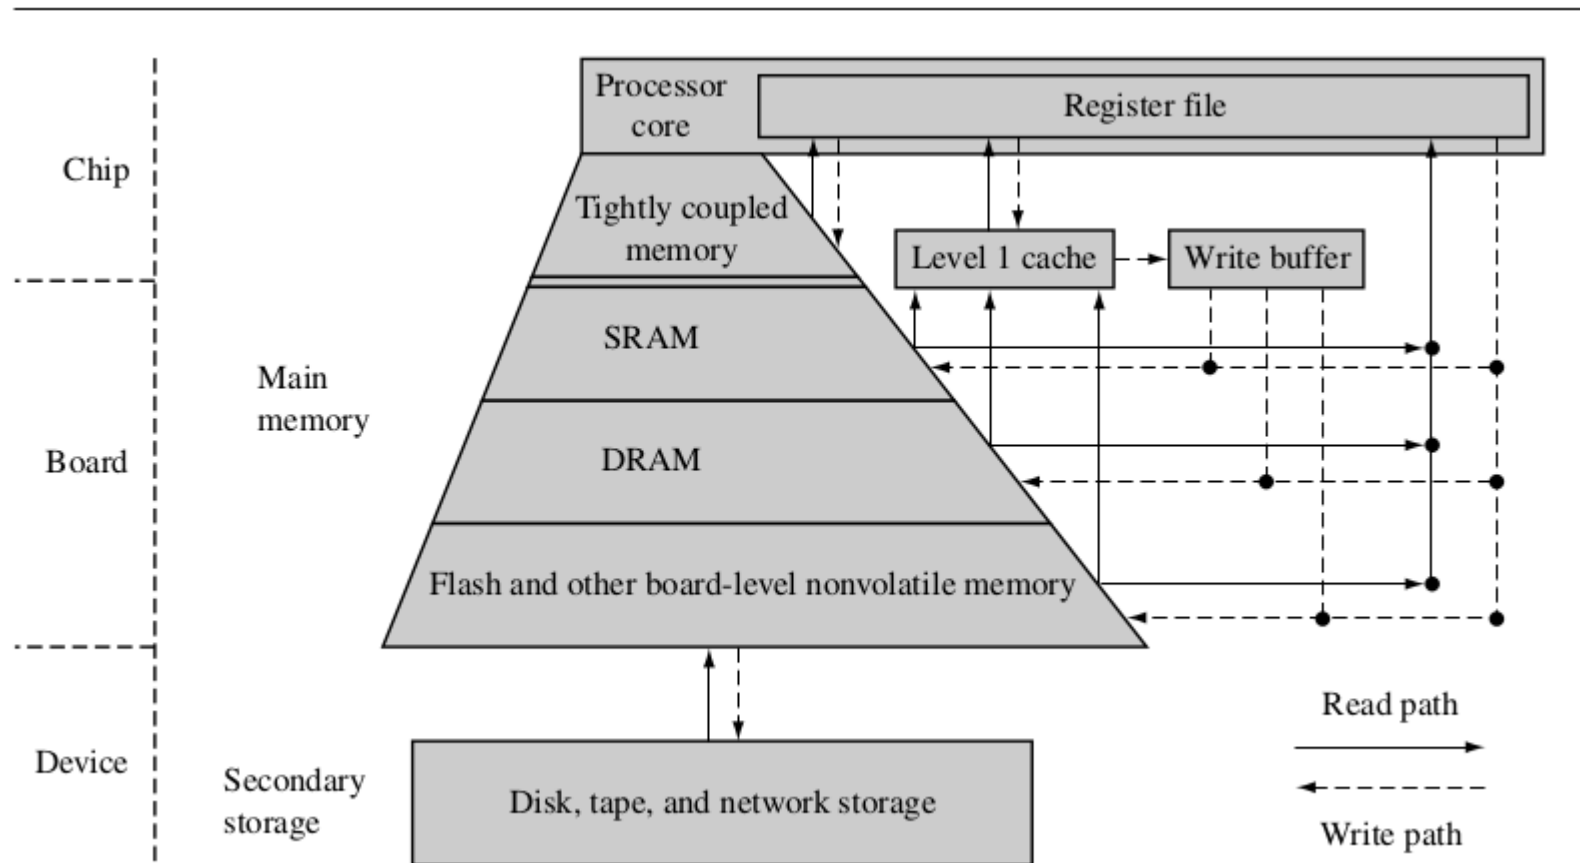 Processor
core
Register file
Chip
Tightly coupled
memory
Level 1 cache
Write buffer
SRAM
Main
memory
Board
DRAM
Flash and other board-level nonvolatile memory
Read path
Device
Secondary
storage
Disk, tape, and network storage
Write path